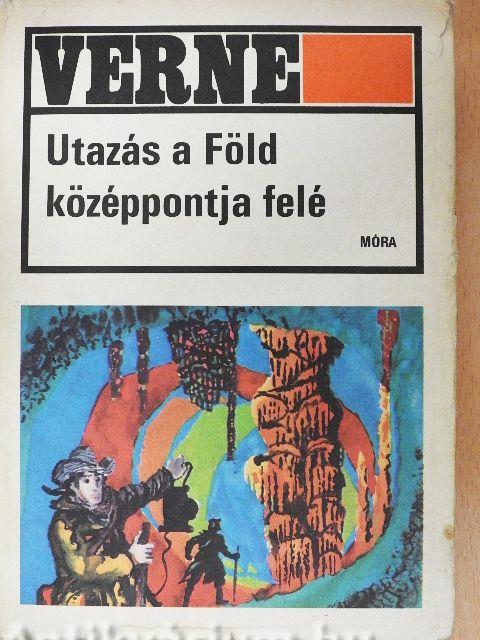 VERNE
Utazás a Föld
középpontja felé
MÓRA